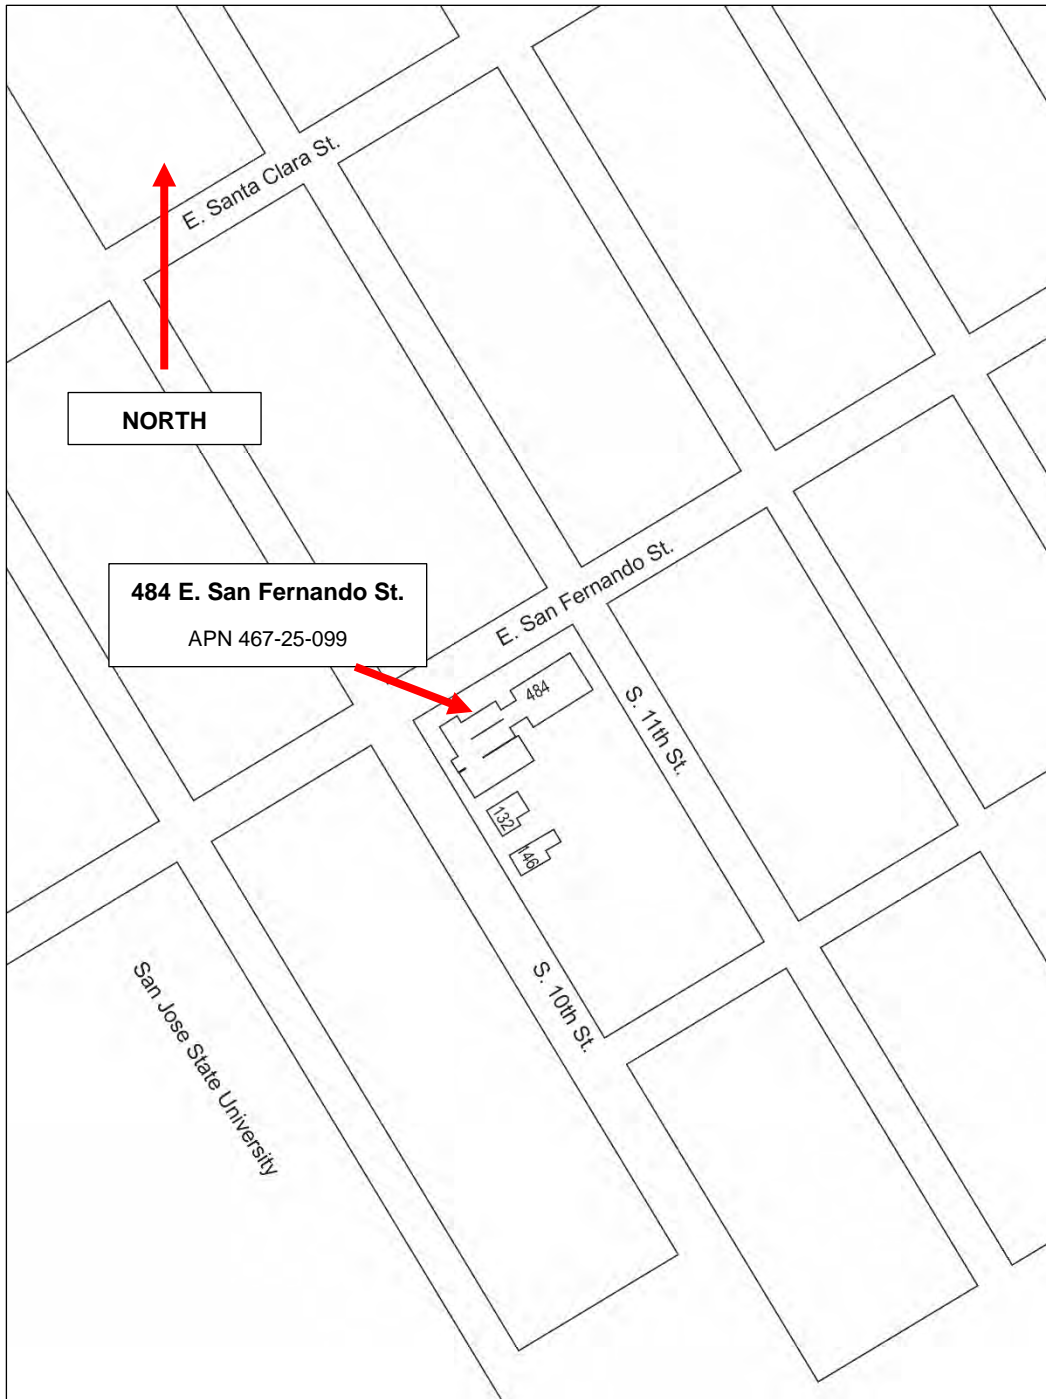 E. Santa Clara St.
NORTH
484 E. San Fernando St.
APN 467-25-099
E. San Fernando St.
484
S. 11th St.
132
146
S. 10th St.
San Jose State University